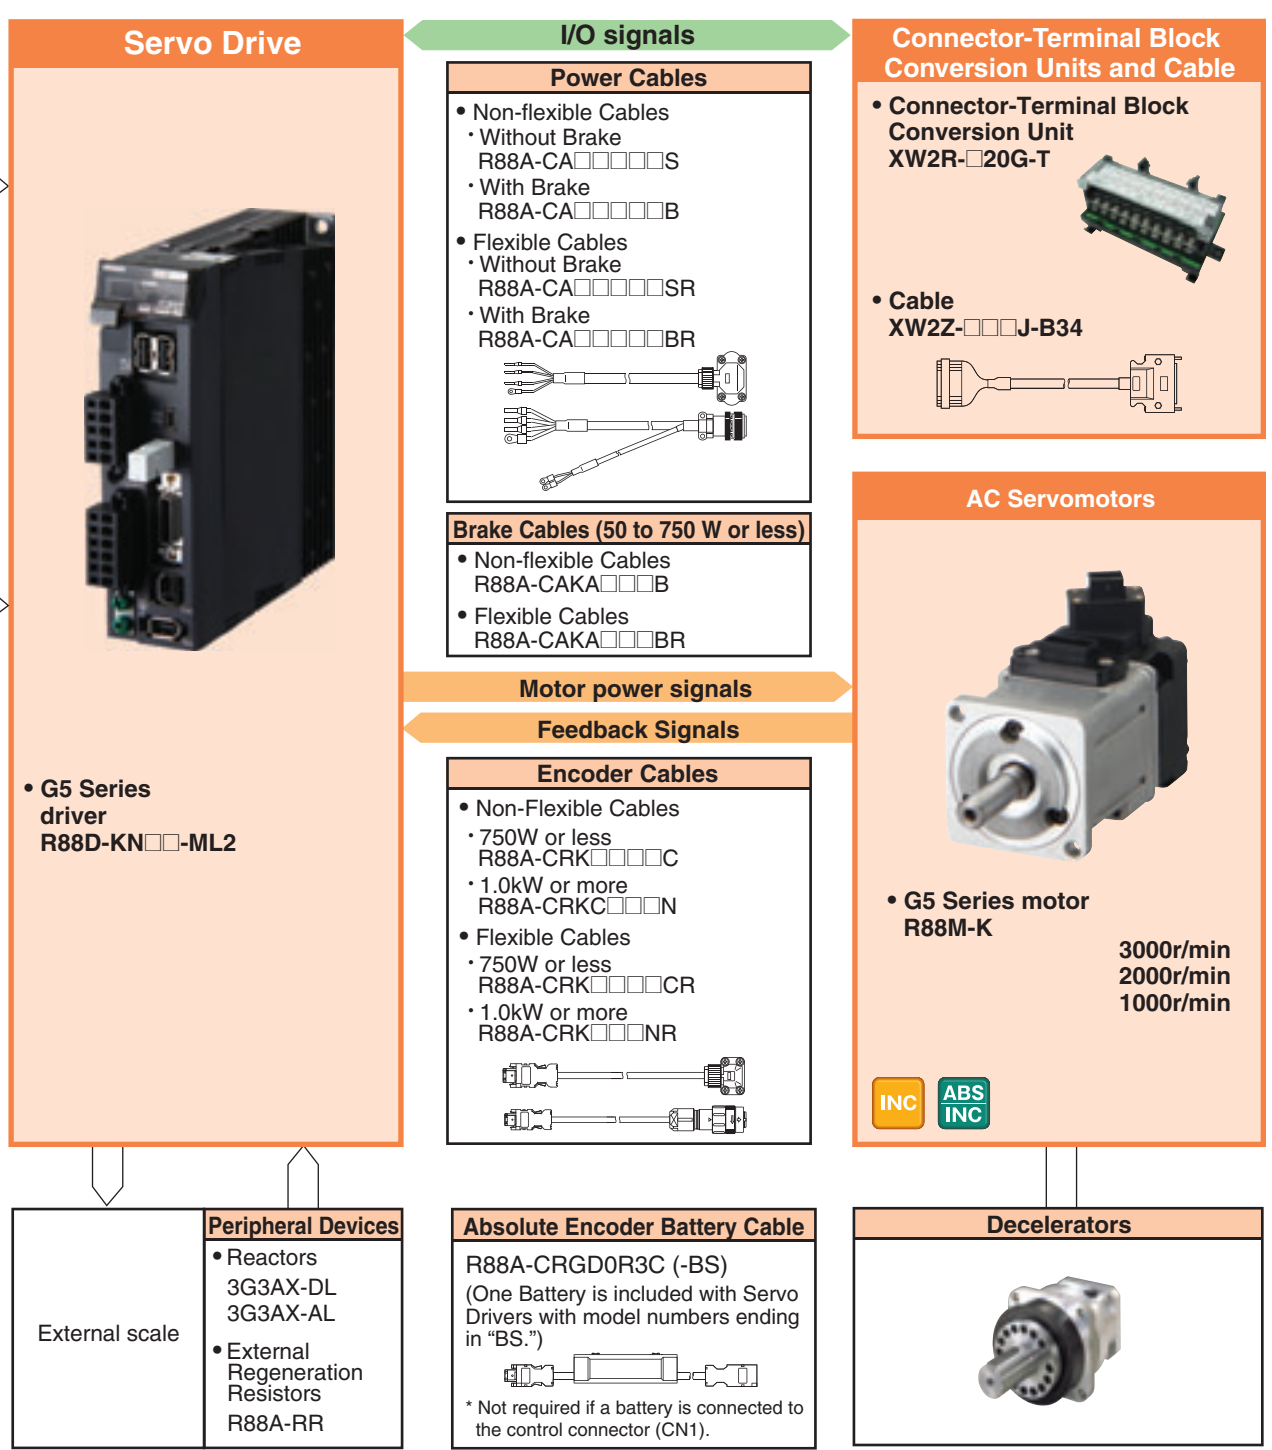 Servo Drive
• G5 Series
driver
R88D-KN□□-ML2
I/O signals
Power Cables
• Non-flexible Cables
・Without Brake
R88A-CA□□□□□S
・With Brake
R88A-CA□□□□□B
• Flexible Cables
・Without Brake
R88A-CA□□□□□SR
・With Brake
R88A-CA□□□□□BR
Brake Cables (50 to 750 W or less)
• Non-flexible Cables
R88A-CAKA□□□B
• Flexible Cables
R88A-CAKA□□□BR
Motor power signals
Feedback Signals
Encoder Cables
• Non-Flexible Cables
・750W or less
R88A-CRK□□□□C
・1.0kW or more
R88A-CRKC□□□N
• Flexible Cables
・750W or less
R88A-CRK□□□□CR
・1.0kW or more
R88A-CRK□□□NR
Connector-Terminal Block
Conversion Units and Cable
• Connector-Terminal Block
Conversion Unit
XW2R-□20G-T
• Cable
XW2Z-□□□J-B34
AC Servomotors
• G5 Series motor
R88M-K
3000r/min
2000r/min
1000r/min
INC
ABS
INC
External scale
Peripheral Devices
• Reactors
3G3AX-DL
3G3AX-AL
• External
Regeneration
Resistors
R88A-RR
Absolute Encoder Battery Cable
R88A-CRGD0R3C (-BS)
(One Battery is included with Servo
Drivers with model numbers ending
in “BS.”)
* Not required if a battery is connected to
the control connector (CN1).
Decelerators